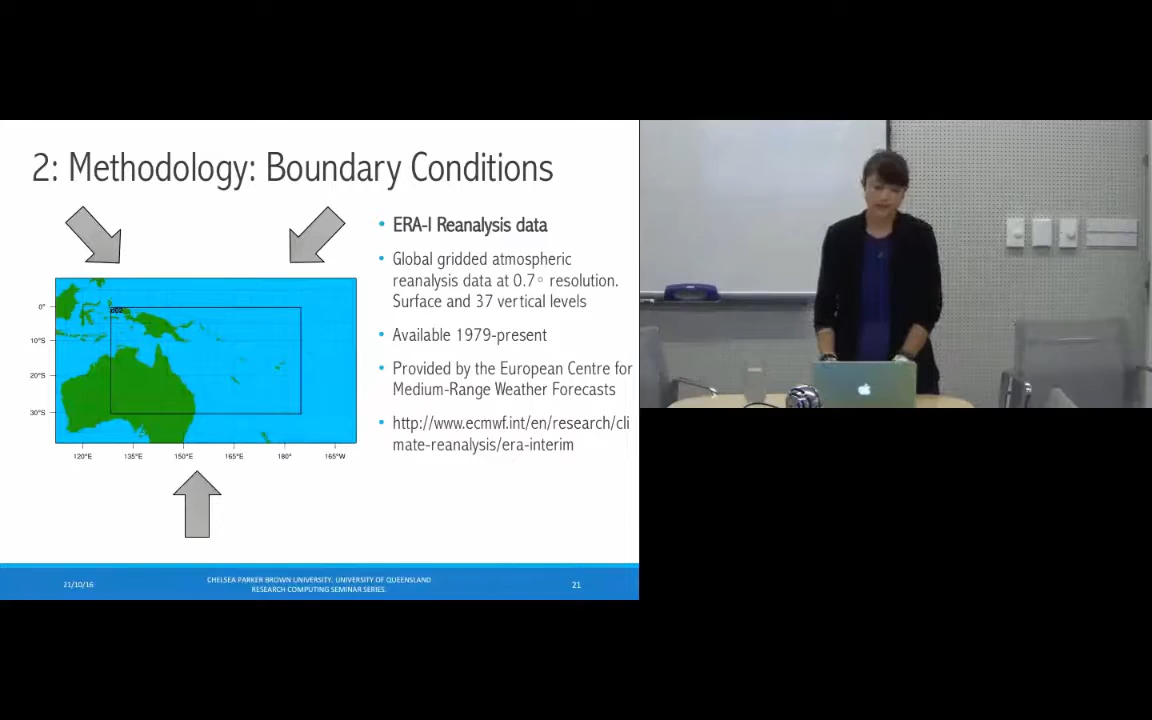 2: Methodology: Boundary Conditions
• ERA-I Reanalysis data
• Global gridded atmospheric
reanalysis data at 0.7° resolution.
Surface and 37 vertical levels
• Available 1979-present
• Provided by the European Centre for
Medium-Range Weather Forecasts
• http://www.ecmwf.int/en/research/cli
mate-reanalysis/era-interim
d02
0°
10°S
20°S
30°S
120°E 135°E 150°E 165°E 180° 165°W
21/10/16
CHELSEA PARKER BROWN UNIVERSITY. UNIVERSITY OF QUEENSLAND
RESEARCH COMPUTING SEMINAR SERIES.
21